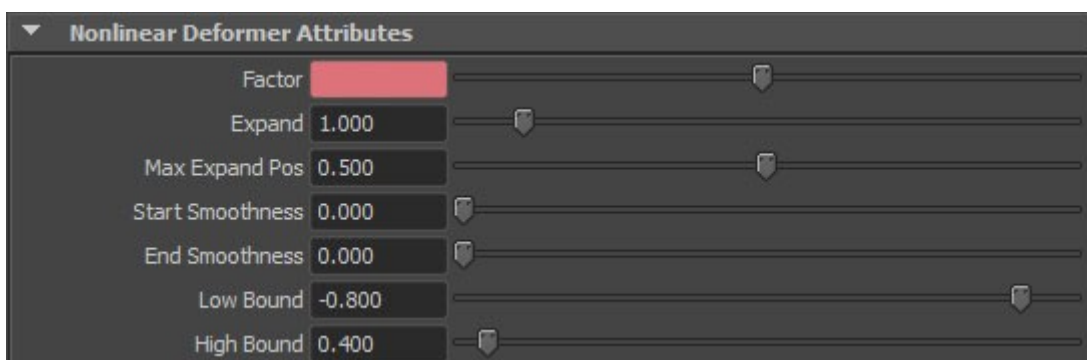 Nonlinear Deformer Attributes
Factor
Expand 1.000
Max Expand Pos 0.500
Start Smoothness 0.000
End Smoothness 0.000
Low Bound -0.800
High Bound 0.400